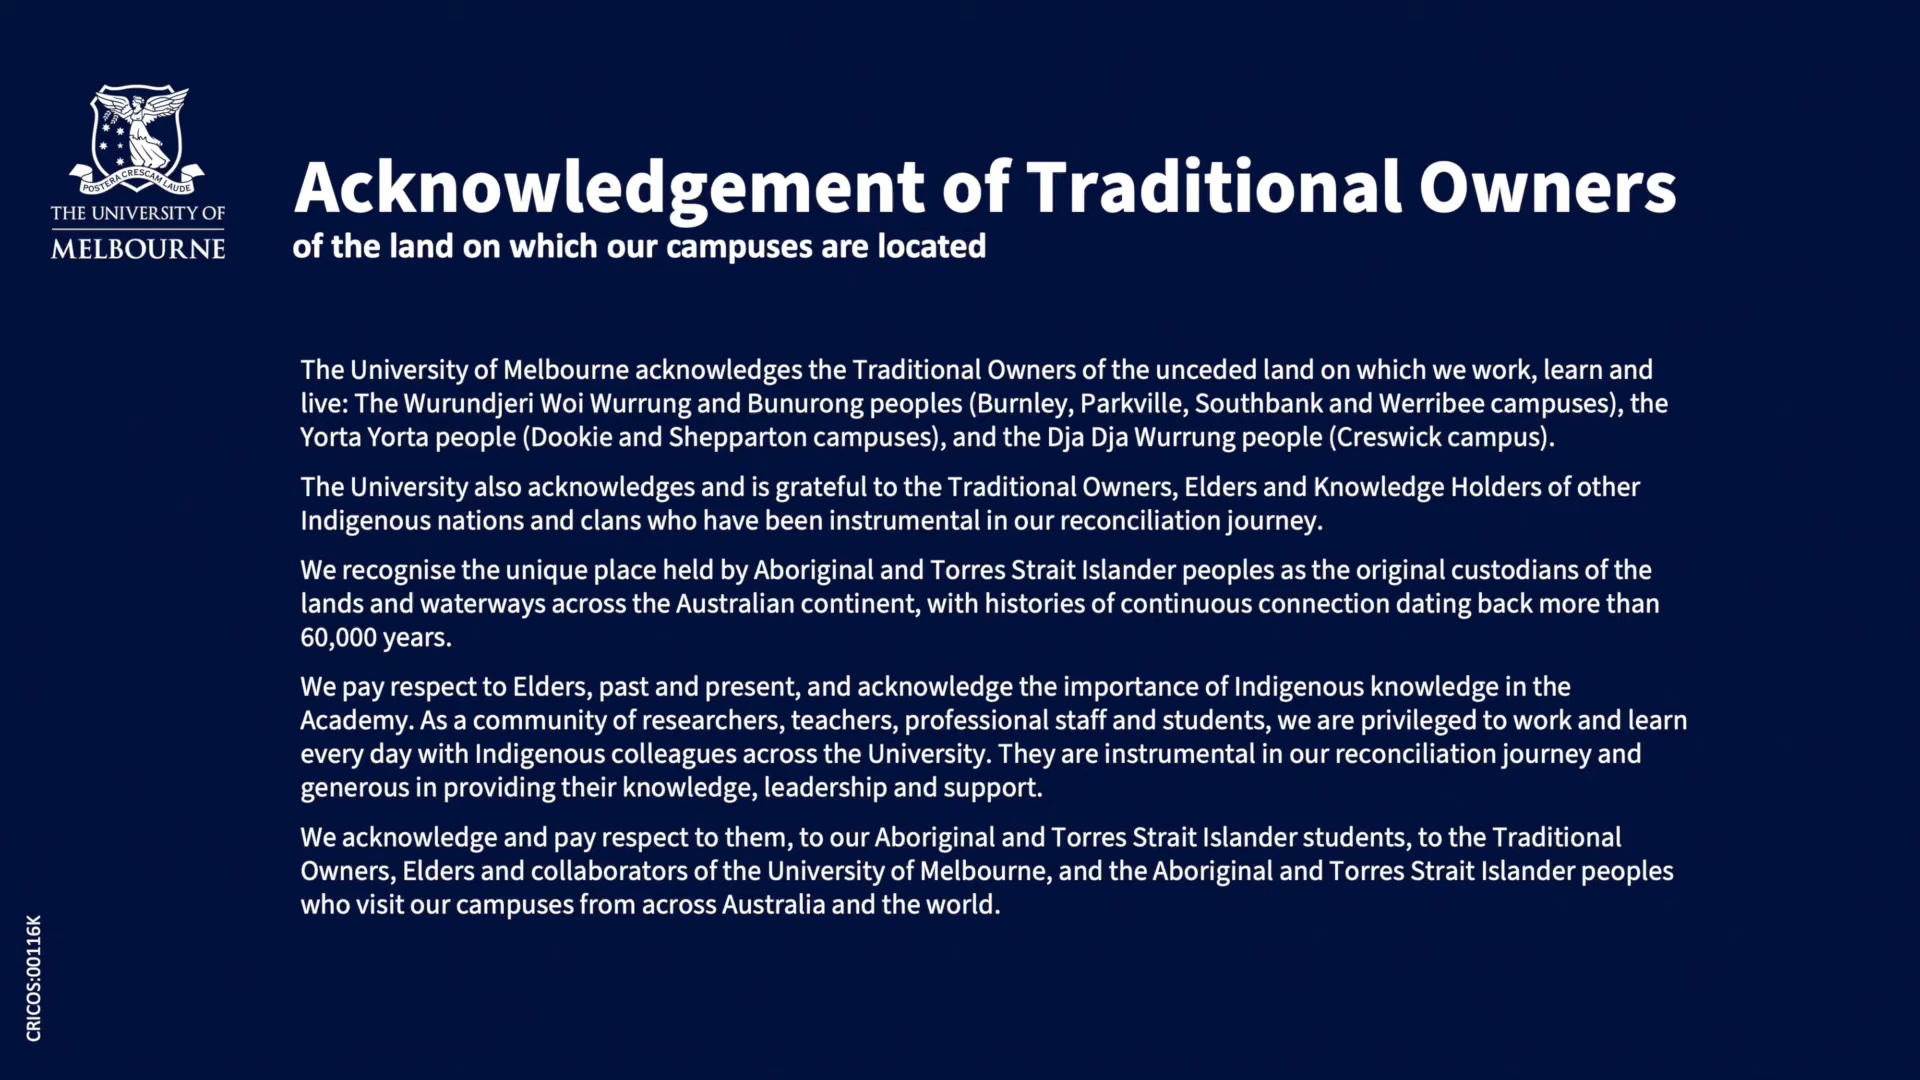 POSTERA CRESCAM LAUDE
THE UNIVERSITY OF
MELBOURNE
Acknowledgement of Traditional Owners
of the land on which our campuses are located
The University of Melbourne acknowledges the Traditional Owners of the unceded land on which we work, learn and
live: The Wurundjeri Woi Wurrung and Bunurong peoples (Burnley, Parkville, Southbank and Werribee campuses), the
Yorta Yorta people (Dookie and Shepparton campuses), and the Dja Dja Wurrung people (Creswick campus).
The University also acknowledges and is grateful to the Traditional Owners, Elders and Knowledge Holders of other
Indigenous nations and clans who have been instrumental in our reconciliation journey.
We recognise the unique place held by Aboriginal and Torres Strait Islander peoples as the original custodians of the
lands and waterways across the Australian continent, with histories of continuous connection dating back more than
60,000 years.
We pay respect to Elders, past and present, and acknowledge the importance of Indigenous knowledge in the
Academy. As a community of researchers, teachers, professional staff and students, we are privileged to work and learn
every day with Indigenous colleagues across the University. They are instrumental in our reconciliation journey and
generous in providing their knowledge, leadership and support.
We acknowledge and pay respect to them, to our Aboriginal and Torres Strait Islander students, to the Traditional
Owners, Elders and collaborators of the University of Melbourne, and the Aboriginal and Torres Strait Islander peoples
who visit our campuses from across Australia and the world.
CRICOS:00116K